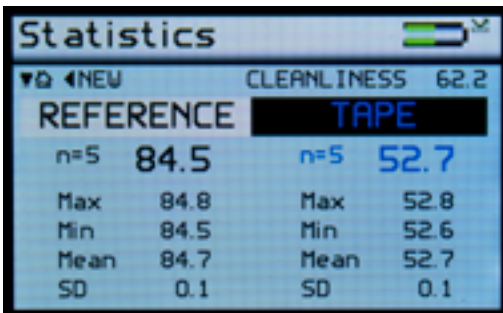 Statistics
NEW CLEANLINESS 62.2
REFERENCE TAPE
n=5 84.5 n=5 52.7
Max 84.8 Max 52.8
Min 84.5 Min 52.6
Mean 84.7 Mean 52.7
SD 0.1 SD 0.1